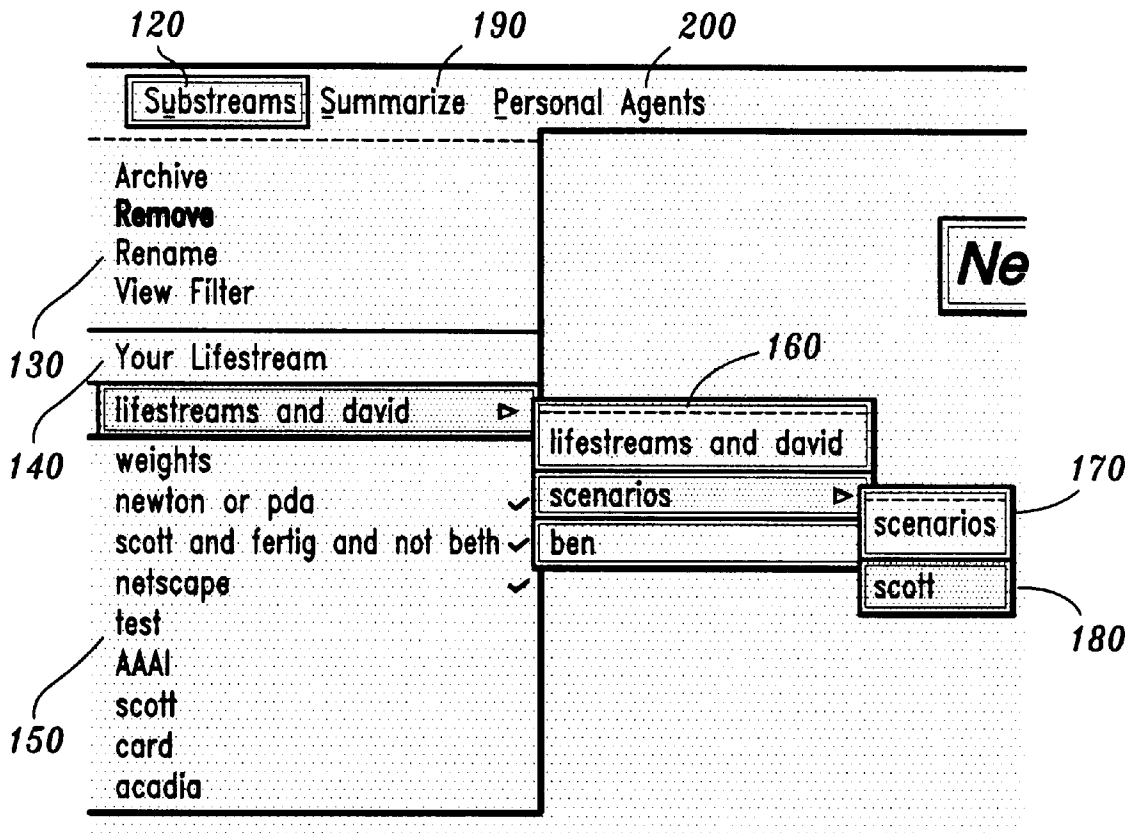 120 190 200
Substreams Summarize Personal Agents
Archive
Remove
Rename
View Filter
Ne
130
Your Lifestream
160
lifestreams and david
140
lifestreams and david
weights
newton or pda
scenarios
170
scenarios
scott and fertig and not beth
ben
netscape
scott
180
test
AAAI
scott
150
card
acadia